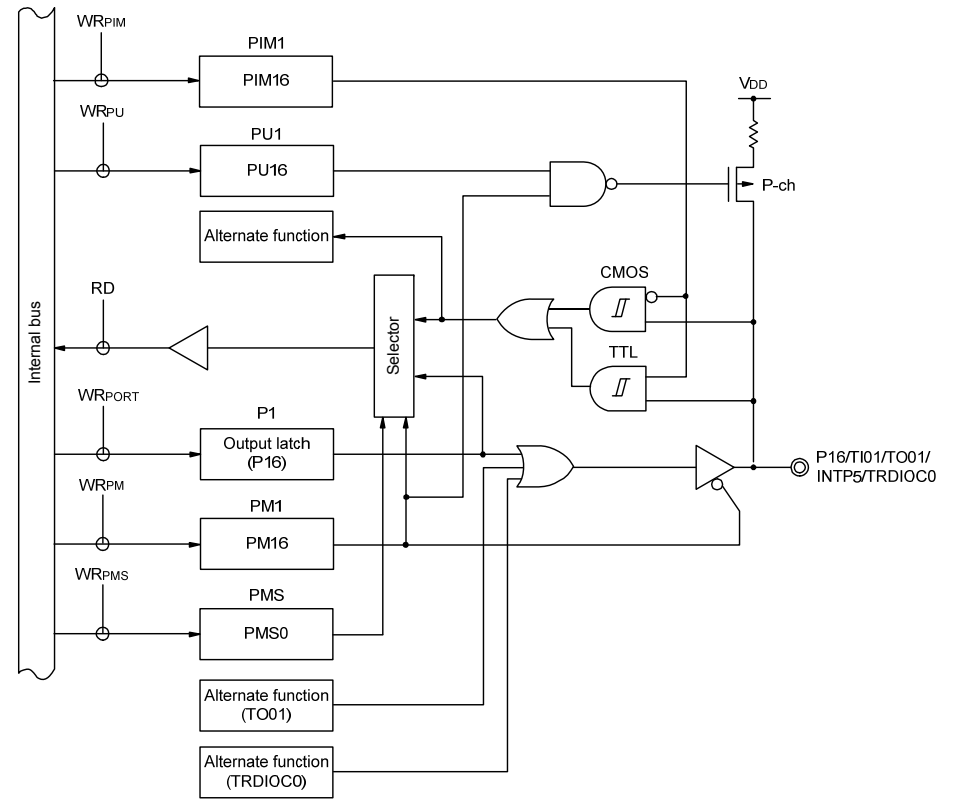 WRPIM
PIM1
PIM16
WRPU
PU1
PU16
VDD
P-ch
Alternate function
RD
CMOS
TTL
Selector
Internal bus
WRPORT
P1
Output latch
(P16)
P16/TI01/TO01/
INTP5/TRDIOC0
WRPM
PM1
PM16
WRPMS
PMS
PMS0
Alternate function
(TO01)
Alternate function
(TRDIOC0)